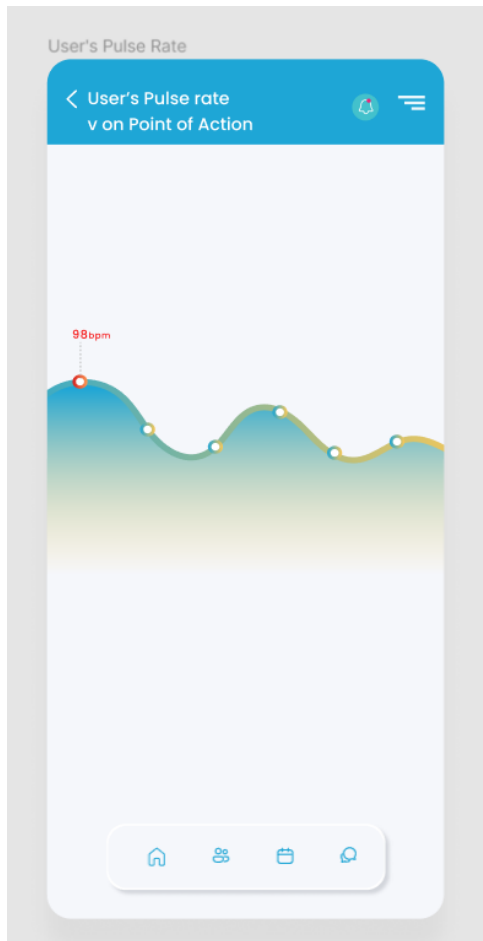 User's Pulse Rate
User's Pulse rate
v on Point of Action
98bpm